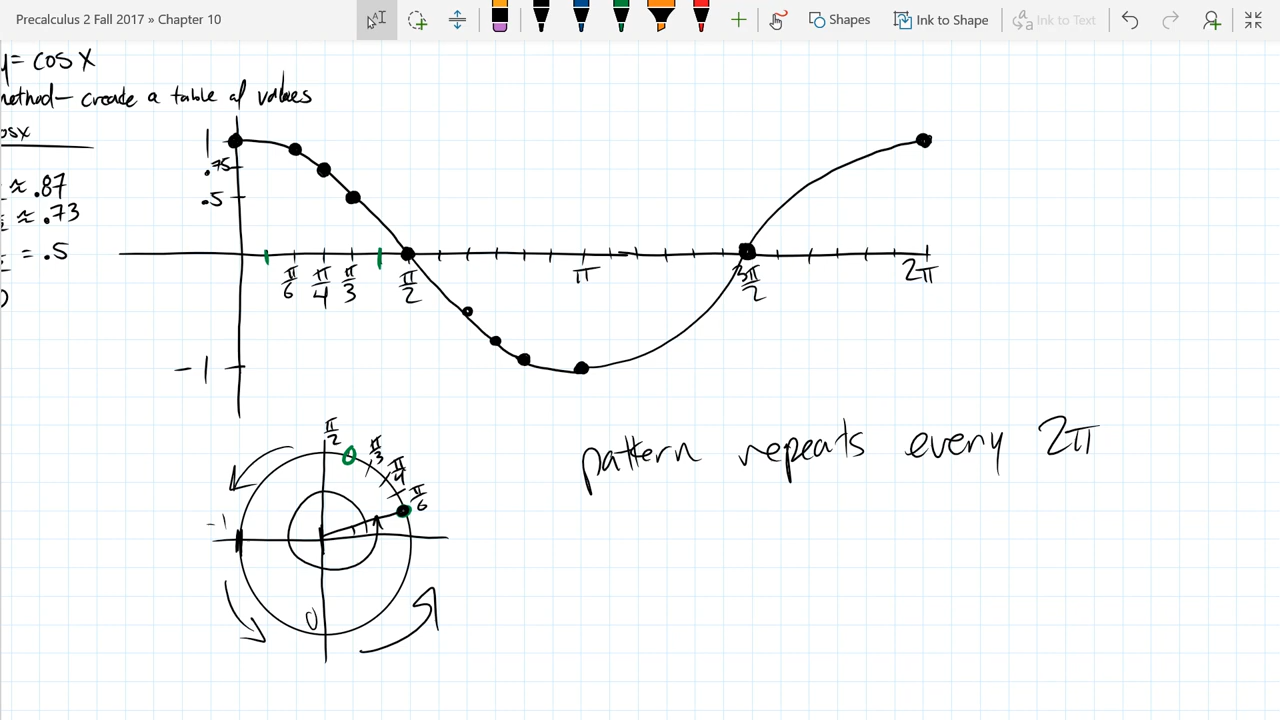 Precalculus 2 Fall 2017 » Chapter 10
Shapes
Ink to Shape
Ink to Text
y = cos x
method - create a table of values
cosx
≈ .87
≈ .73
= .5
0
1
.75
.5
-1
π/6 π/4 π/3 π/2 π 3π/2 2π
π/2
π/3
π/4
π/6
-1
0
pattern repeats every 2π